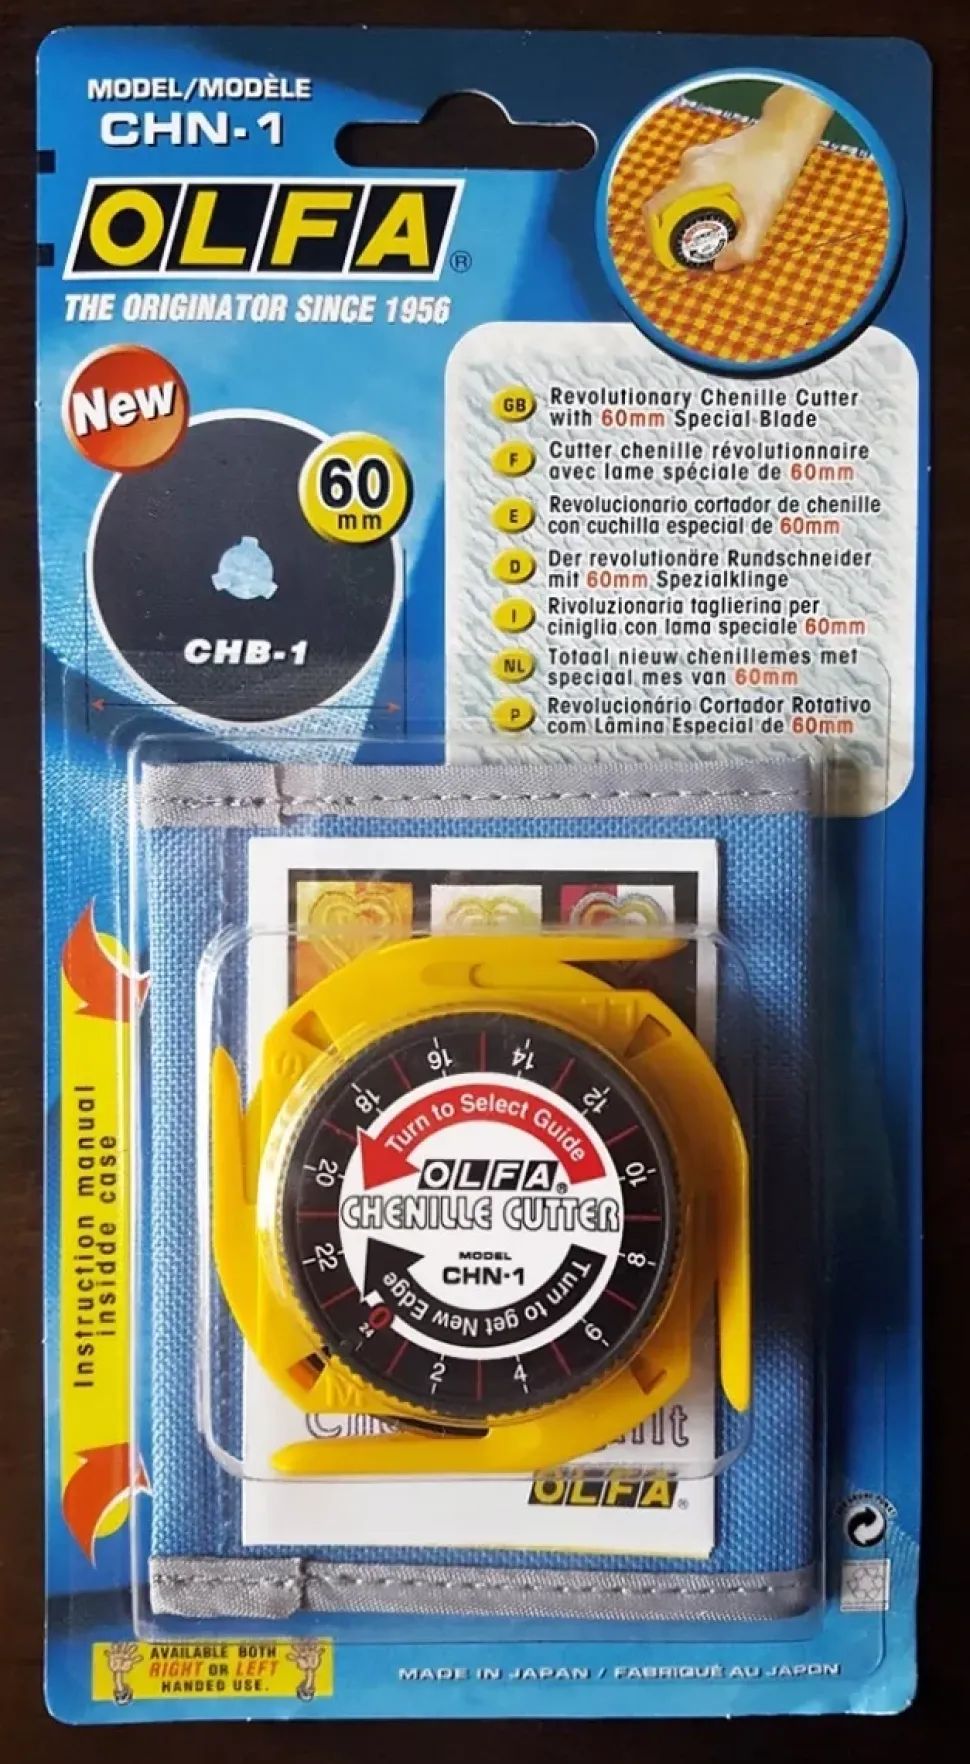 MODEL/MODÈLE
CHN-1
OLFA®
THE ORIGINATOR SINCE 1956
New
60
mm
CHB-1
GB Revolutionary Chenille Cutter
with 60mm Special Blade
F Cutter chenille révolutionnaire
avec lame spéciale de 60mm
E Revolucionario cortador de chenille
con cuchilla especial de 60mm
D Der revolutionäre Rundschneider
mit 60mm Spezialklinge
I Rivoluzionaria taglierina per
ciniglia con lama speciale 60mm
NL Totaal nieuw chenillemes met
speciaal mes van 60mm
P Revolucionário Cortador Rotativo
com Lâmina Especial de 60mm
Instruction manual
insidde case
S
M
16
14
12
10
8
6
4
2
0
24
22
20
18
Turn to Select Guide
OLFA®
CHENILLE CUTTER
MODEL
CHN-1
Turn to get New Edge
OLFA®
AVAILABLE BOTH
RIGHT OR LEFT
HANDED USE.
MADE IN JAPAN / FABRIQUÉ AU JAPON